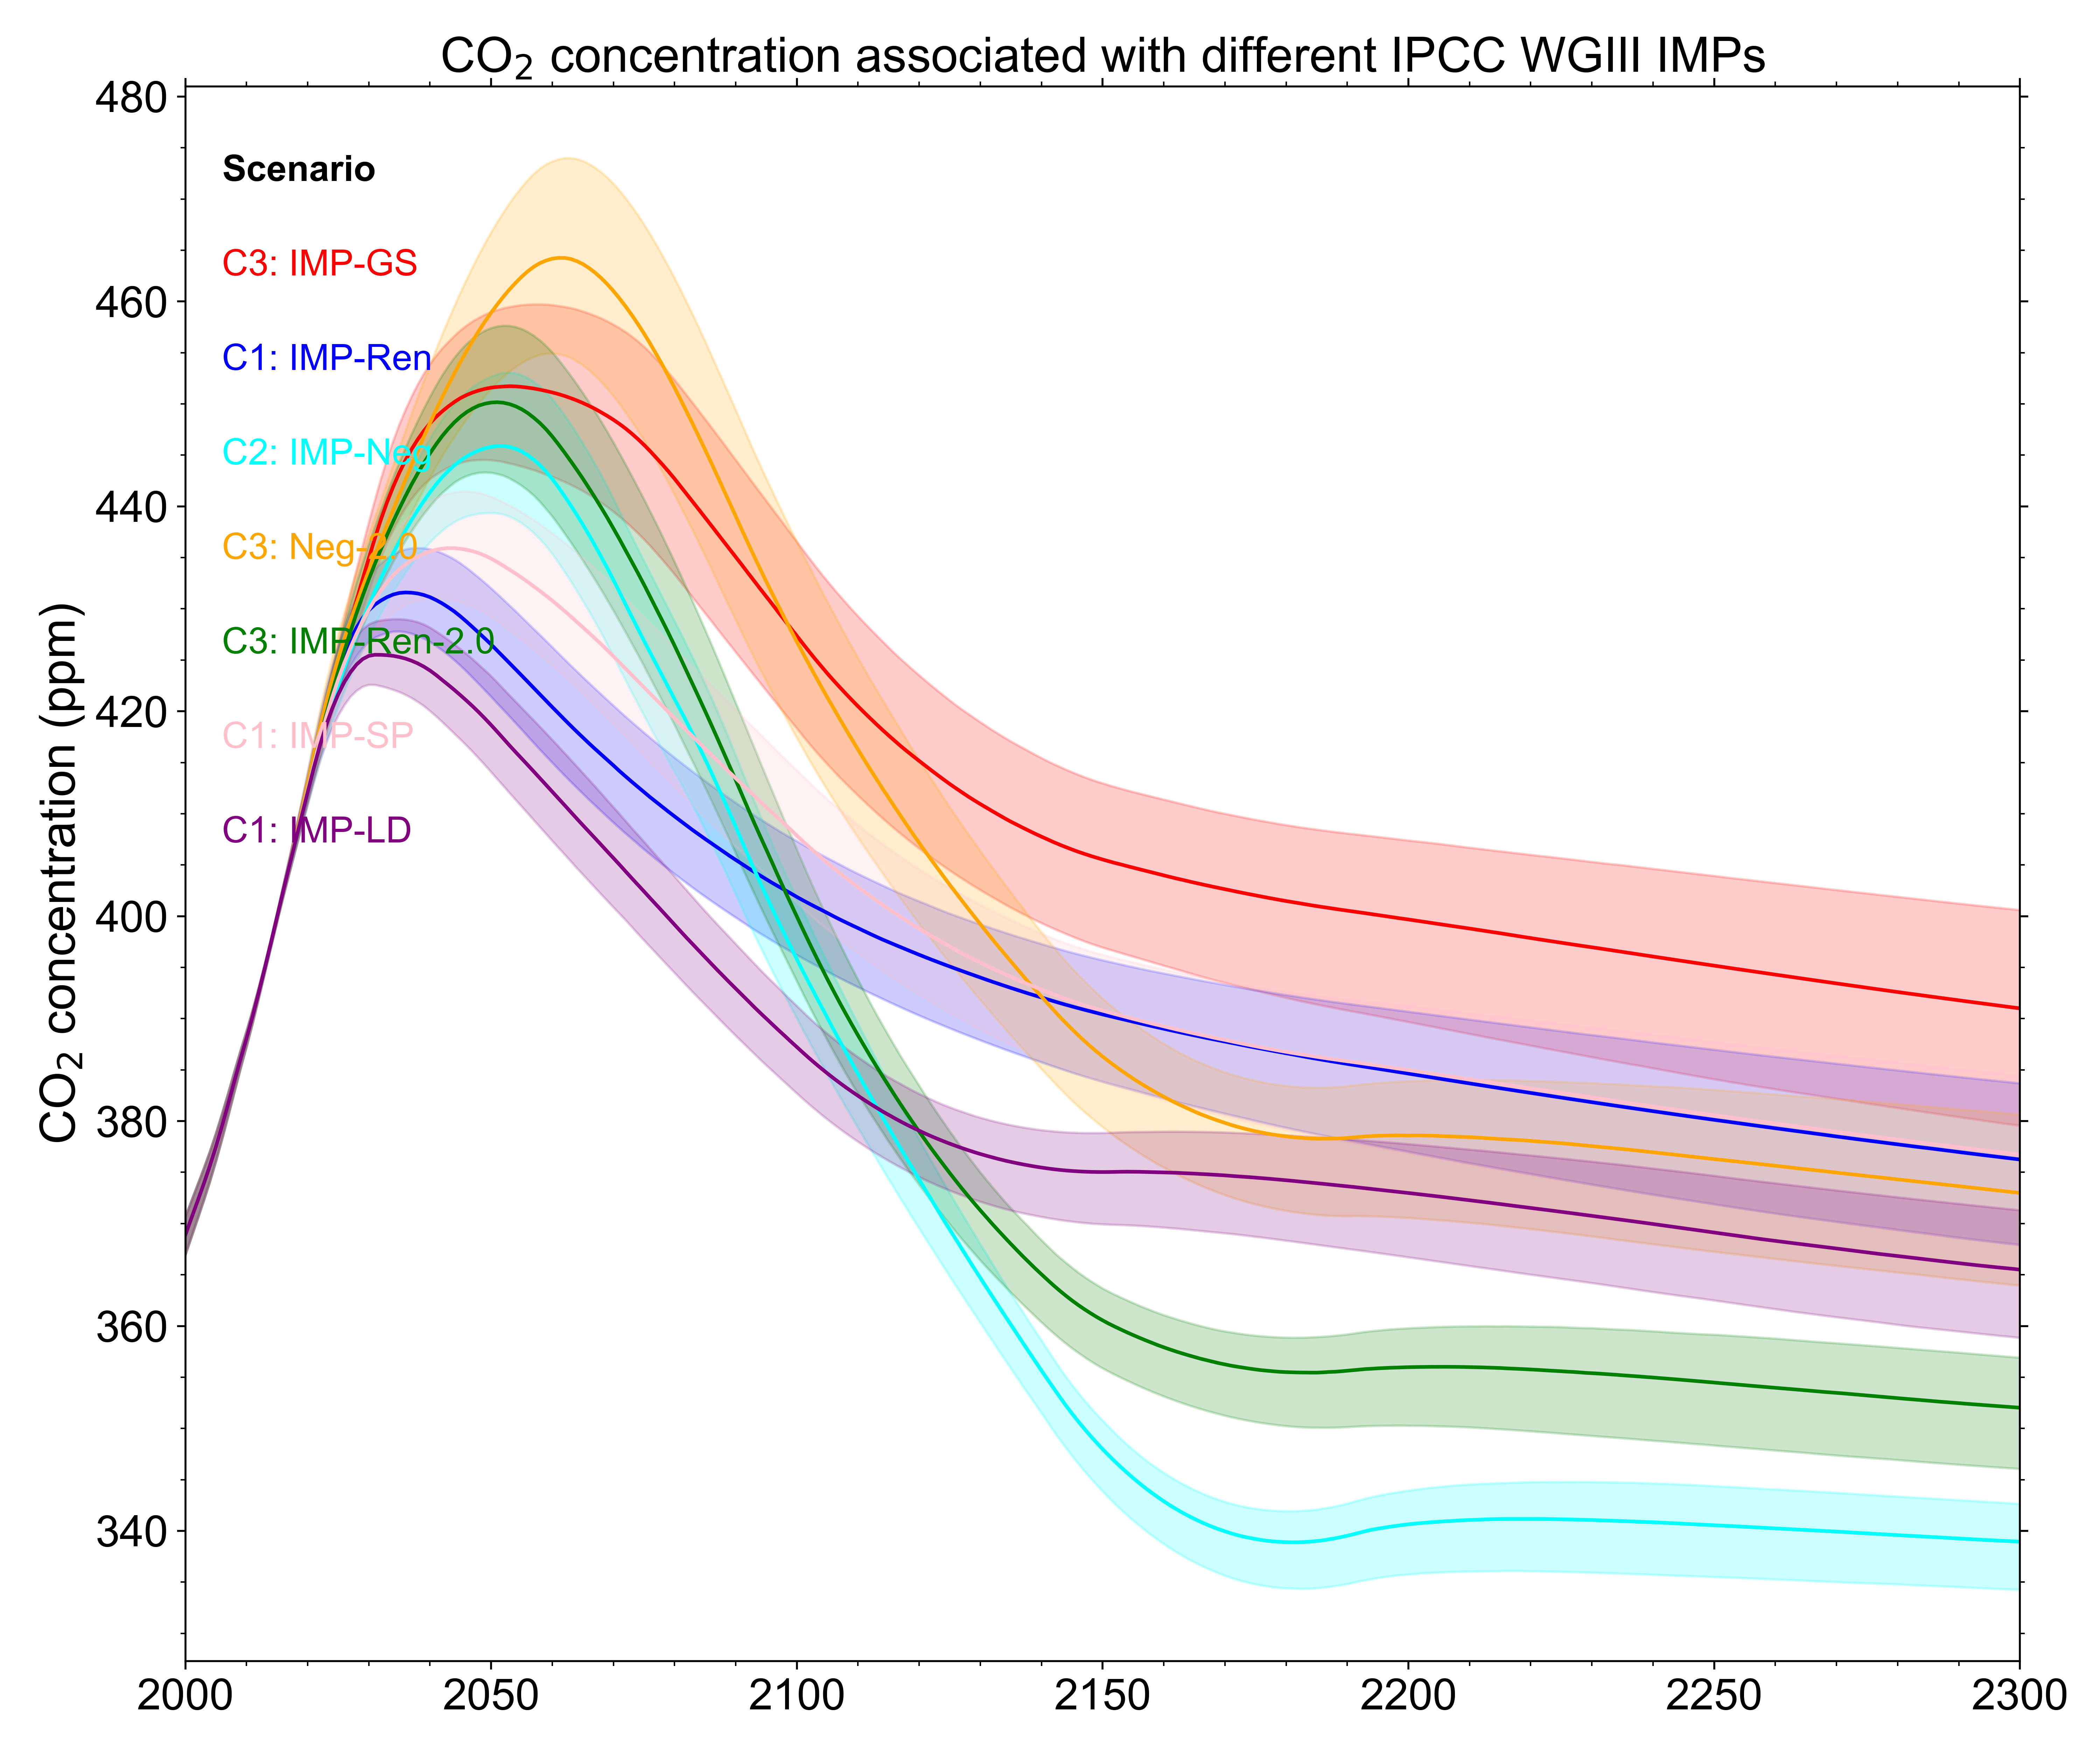 CO₂ concentration associated with different IPCC WGIII IMPs
CO₂ concentration (ppm)
480
460
440
420
400
380
360
340
Scenario
C3: IMP-GS
C1: IMP-Ren
C2: IMP-Neg
C3: Neg-2.0
C3: IMP-Ren-2.0
C1: IMP-SP
C1: IMP-LD
2000
2050
2100
2150
2200
2250
2300